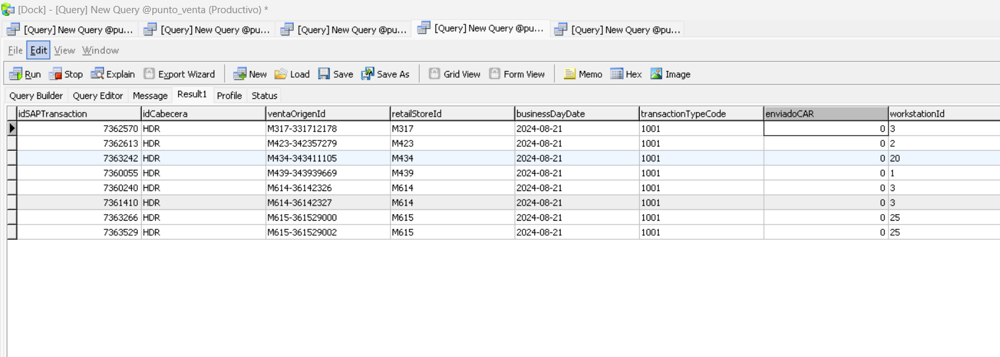 [Dock] - [Query] New Query @punto_venta (Productivo) *
[Query] New Query @pu... [Query] New Query @pu... [Query] New Query @pu... [Query] New Query @pu... [Query] New Query @pu...
File Edit View Window
Run Stop Explain Export Wizard New Load Save Save As Grid View Form View Memo Hex Image
Query Builder Query Editor Message Result1 Profile Status
idSAPTransaction idCabecera ventaOrigenId retailStoreId businessDayDate transactionTypeCode enviadoCAR workstationId
7362570 HDR M317-331712178 M317 2024-08-21 1001 0 3
7362613 HDR M423-342357279 M423 2024-08-21 1001 0 2
7363242 HDR M434-343411105 M434 2024-08-21 1001 0 20
7360055 HDR M439-343939669 M439 2024-08-21 1001 0 1
7360240 HDR M614-36142326 M614 2024-08-21 1001 0 3
7361410 HDR M614-36142327 M614 2024-08-21 1001 0 3
7363266 HDR M615-361529000 M615 2024-08-21 1001 0 25
7363529 HDR M615-361529002 M615 2024-08-21 1001 0 25